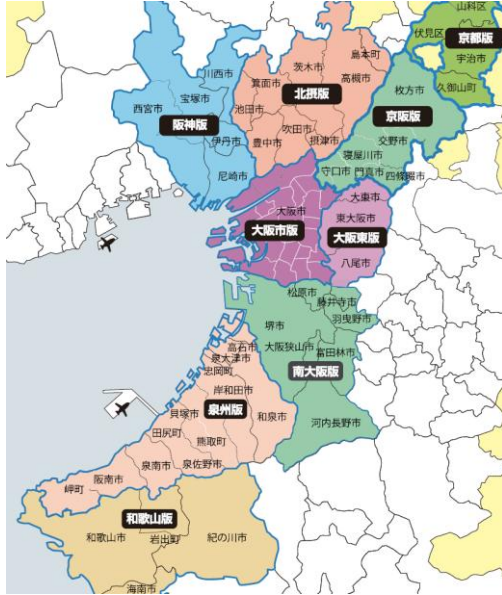 山科区
伏見区
京都版
宇治市
久御山町
島本町
茨木市
高槻市
箕面市
北摂版
池田市
吹田市
豊中市
摂津市
川西市
宝塚市
西宮市
阪神版
伊丹市
尼崎市
枚方市
京阪版
交野市
寝屋川市
守口市
門真市
四條畷市
大阪市
大阪市版
大東市
東大阪市
大阪東版
八尾市
松原市
藤井寺市
羽曳野市
堺市
大阪狭山市
富田林市
南大阪版
河内長野市
高石市
泉大津市
忠岡町
岸和田市
泉州版
貝塚市
和泉市
田尻町
熊取町
泉南市
泉佐野市
阪南市
岬町
和歌山版
和歌山市
岩出町
紀の川市
海南市